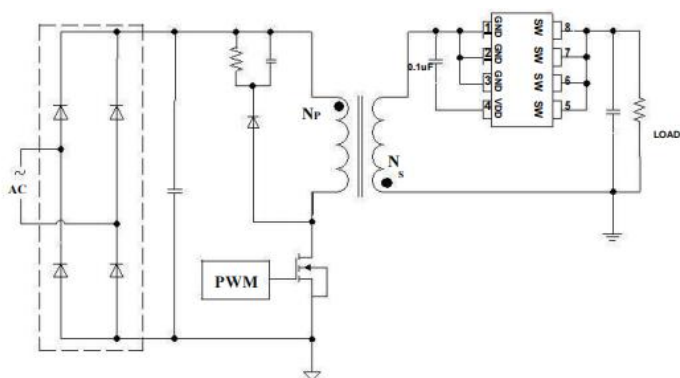 AC
PWM
NP
NS
0.1uF
1 GND SW 8
2 GND SW 7
3 GND SW 6
4 VDD SW 5
LOAD